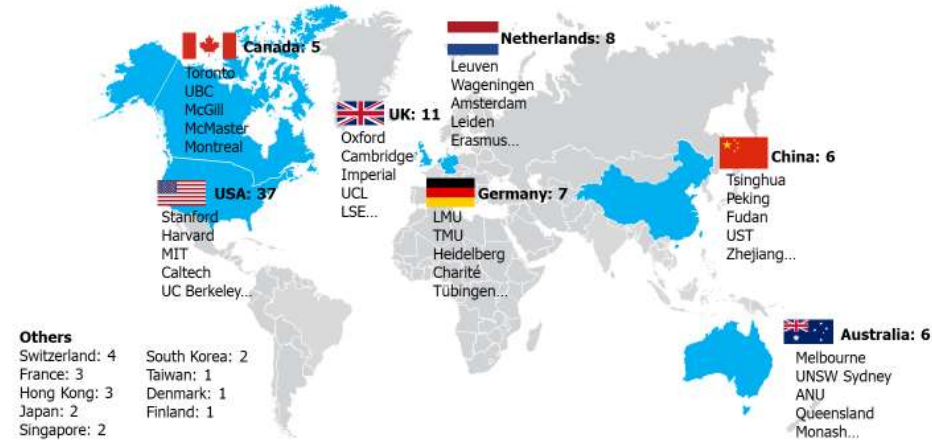 Canada: 5
Toronto
UBC
McGill
McMaster
Montreal
Netherlands: 8
Leuven
Wageningen
Amsterdam
Leiden
Erasmus...
UK: 11
Oxford
Cambridge
Imperial
UCL
LSE...
China: 6
Tsinghua
Peking
Fudan
UST
Zhejiang...
USA: 37
Stanford
Harvard
MIT
Caltech
UC Berkeley...
Germany: 7
LMU
TMU
Heidelberg
Charité
Tübingen...
Australia: 6
Melbourne
UNSW Sydney
ANU
Queensland
Monash...
Others
Switzerland: 4
France: 3
Hong Kong: 3
Japan: 2
Singapore: 2
South Korea: 2
Taiwan: 1
Denmark: 1
Finland: 1